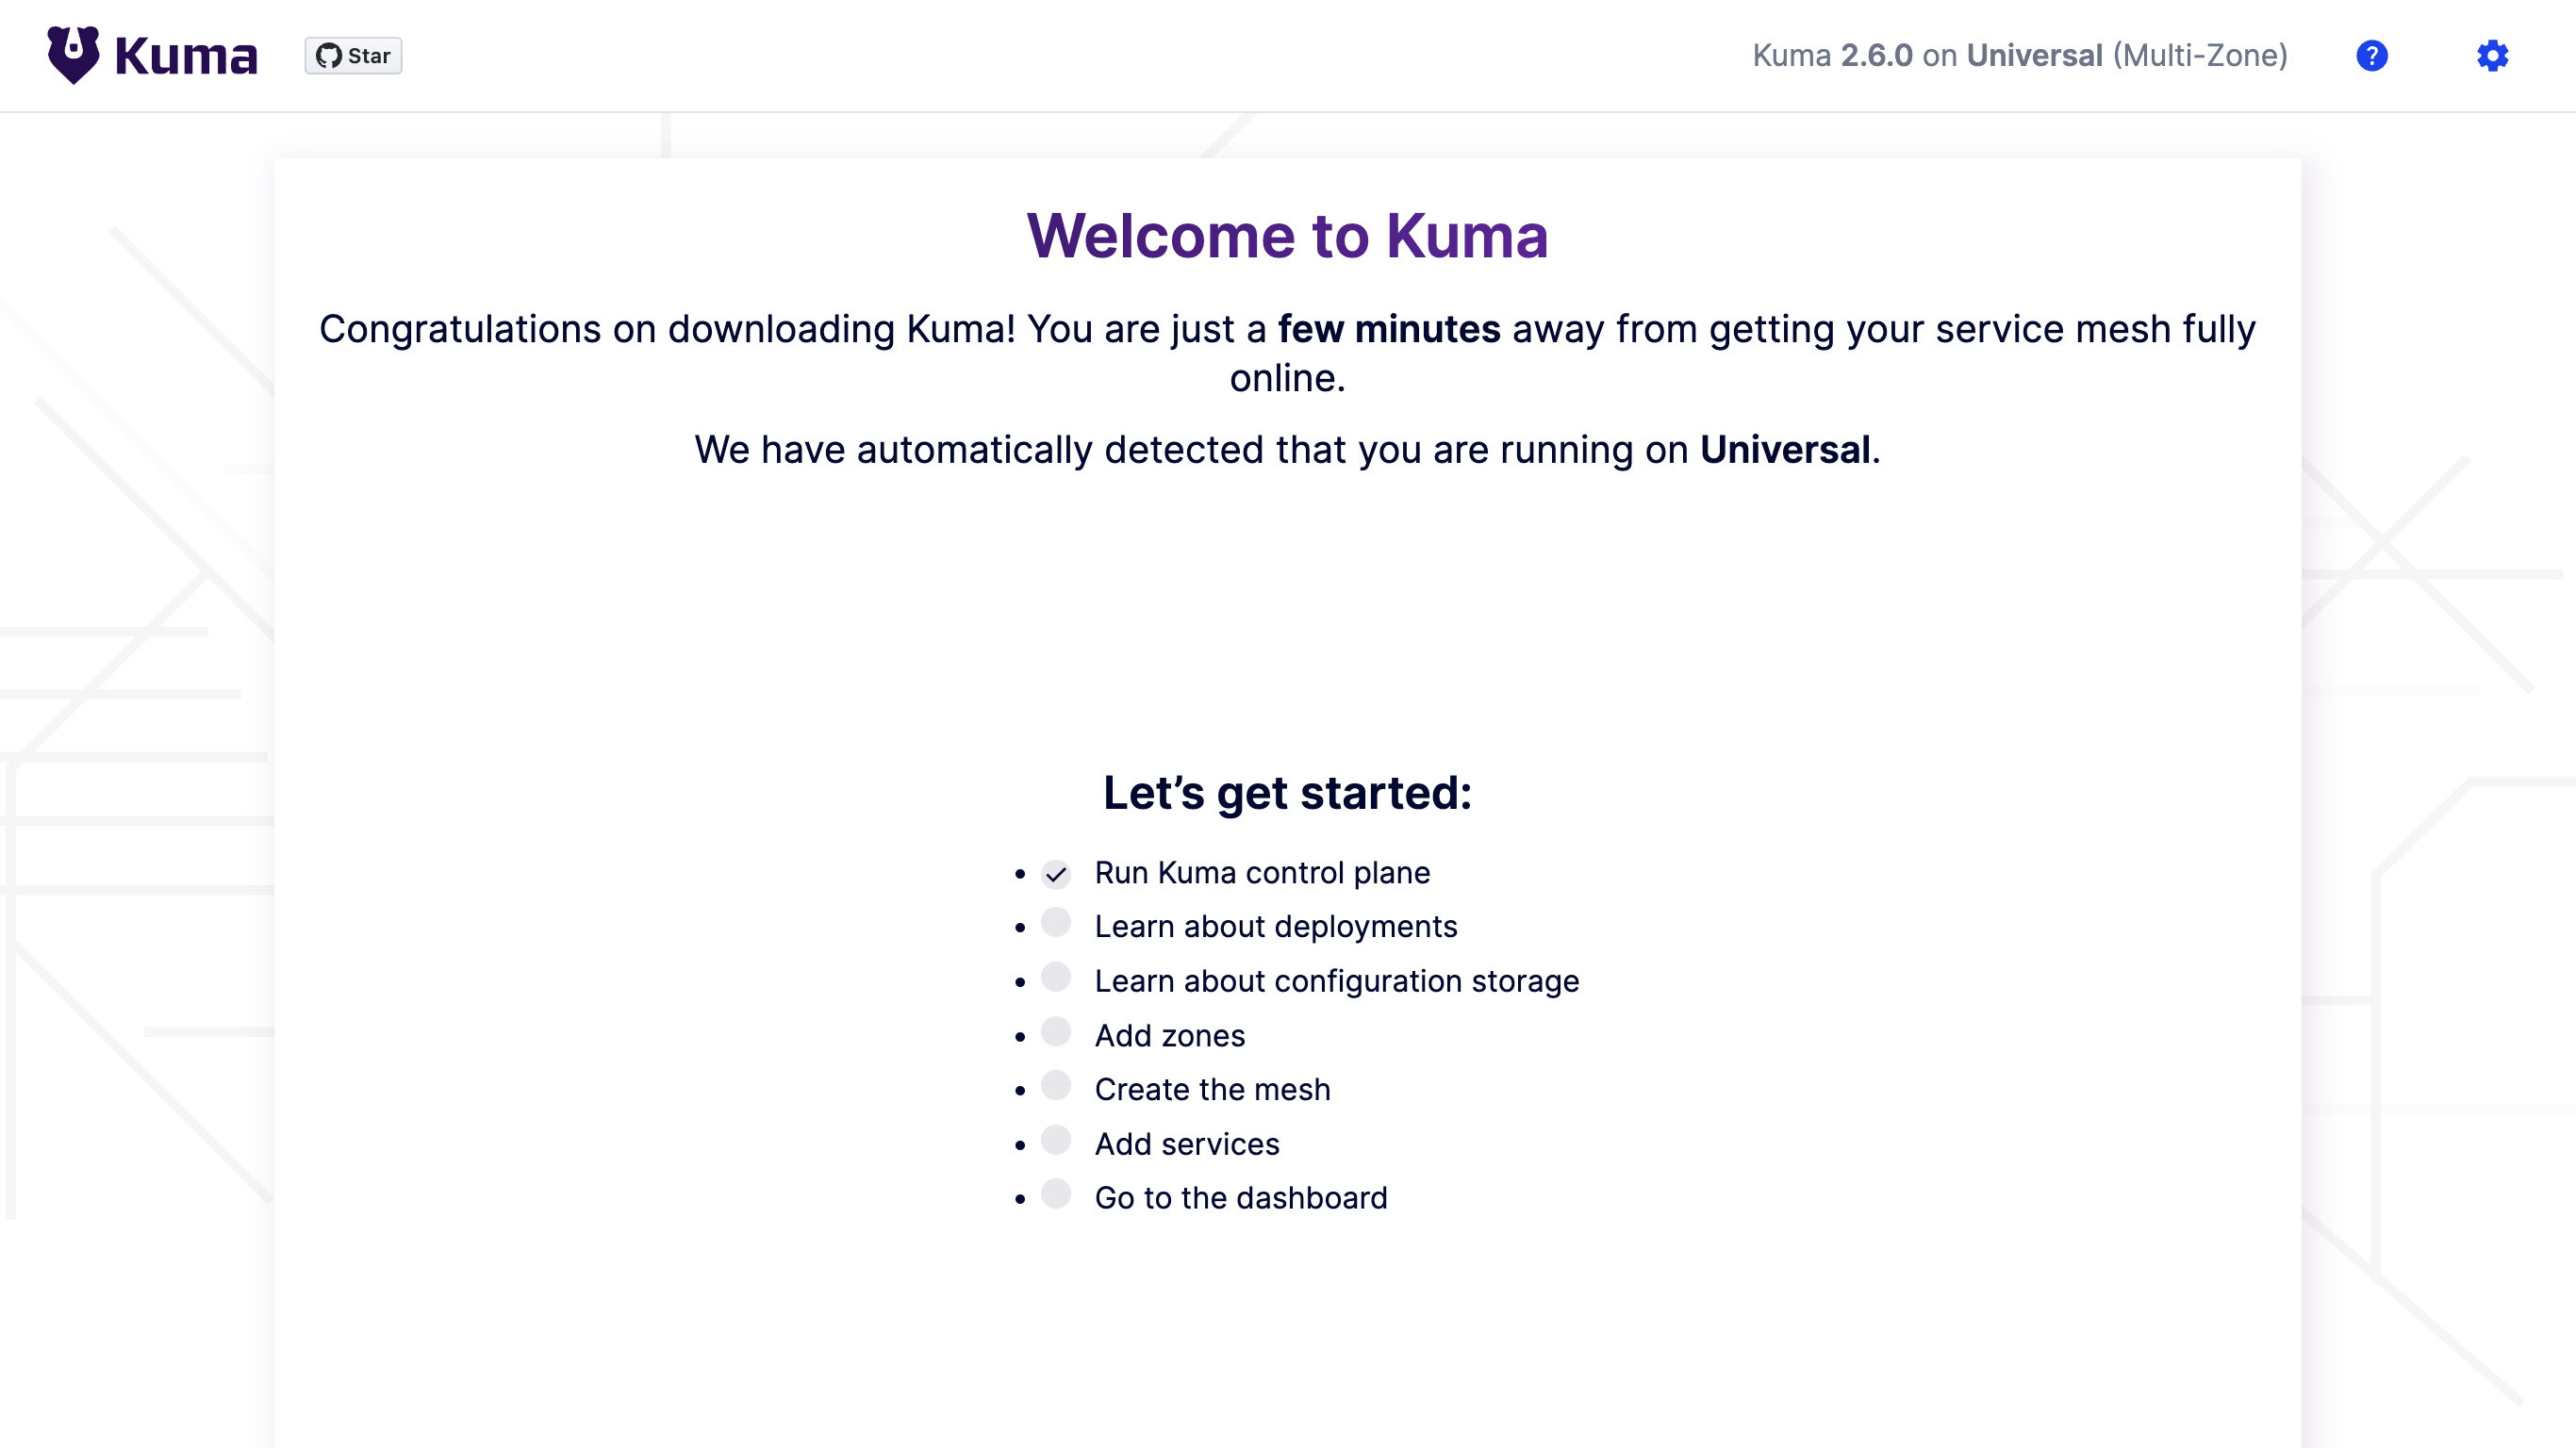 Kuma
Star
Kuma 2.6.0 on Universal (Multi-Zone)
?
Welcome to Kuma
Congratulations on downloading Kuma! You are just a few minutes away from getting your service mesh fully
online.
We have automatically detected that you are running on Universal.
Let’s get started:
Run Kuma control plane
Learn about deployments
Learn about configuration storage
Add zones
Create the mesh
Add services
Go to the dashboard